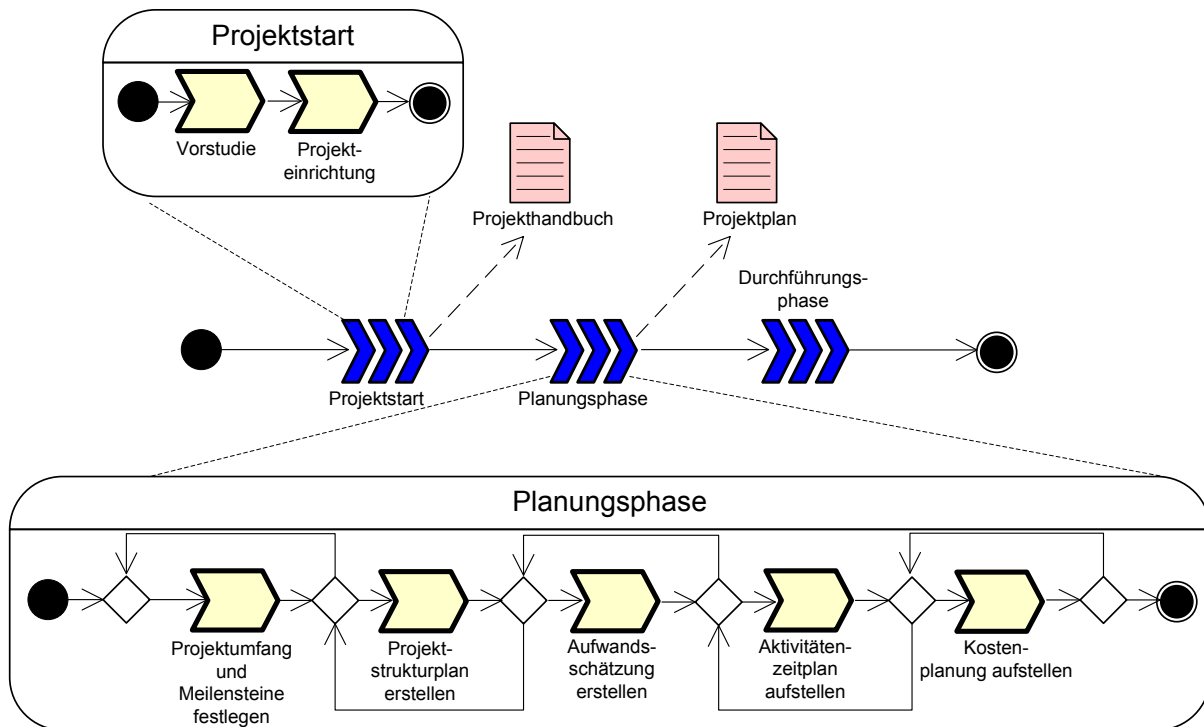 Projektstart
Vorstudie
Projekt-
einrichtung
Projekthandbuch
Projektplan
Durchführungs-
phase
Projektstart
Planungsphase
Planungsphase
Projektumfang
und
Meilensteine
festlegen
Projekt-
strukturplan
erstellen
Aufwands-
schätzung
erstellen
Aktivitäten-
zeitplan
aufstellen
Kosten-
planung aufstellen